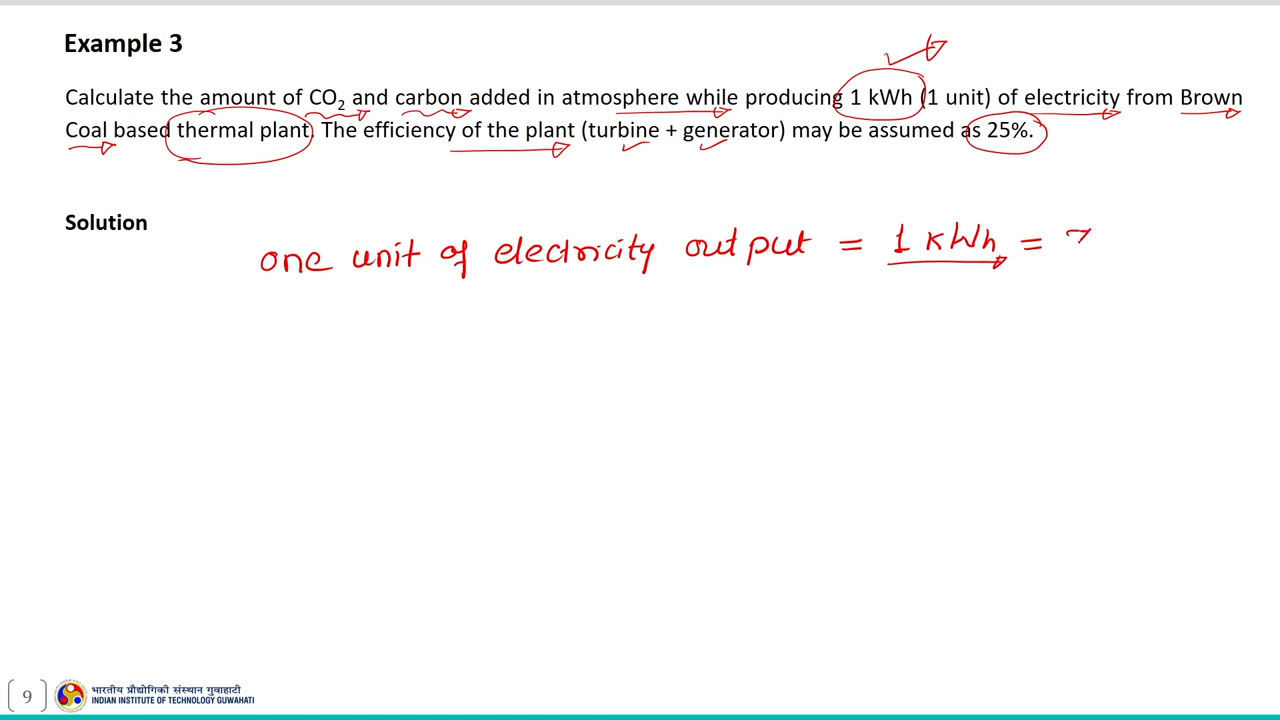 Example 3
Calculate the amount of CO₂ and carbon added in atmosphere while producing 1 kWh (1 unit) of electricity from Brown
Coal based thermal plant. The efficiency of the plant (turbine + generator) may be assumed as 25%.
Solution
one unit of electricity output = 1 kWh =
9
भारतीय प्रौद्योगिकी संस्थान गुवाहाटी
INDIAN INSTITUTE OF TECHNOLOGY GUWAHATI